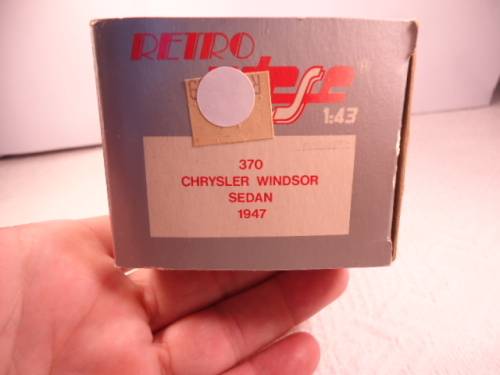 RETRO
®
1:43
370
CHRYSLER WINDSOR
SEDAN
1947